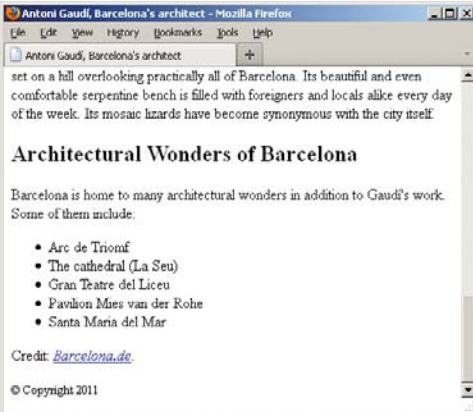 Antoni Gaudí, Barcelona's architect - Mozilla Firefox
File Edit View History Bookmarks Tools Help
Antoni Gaudí, Barcelona's architect +
set on a hill overlooking practically all of Barcelona. Its beautiful and even
comfortable serpentine bench is filled with foreigners and locals alike every day
of the week. Its mosaic lizards have become synonymous with the city itself.
Architectural Wonders of Barcelona
Barcelona is home to many architectural wonders in addition to Gaudí's work.
Some of them include:
• Arc de Triomf
• The cathedral (La Seu)
• Gran Teatre del Liceu
• Pavilion Mies van der Rohe
• Santa Maria del Mar
Credit: Barcelona.de.
© Copyright 2011